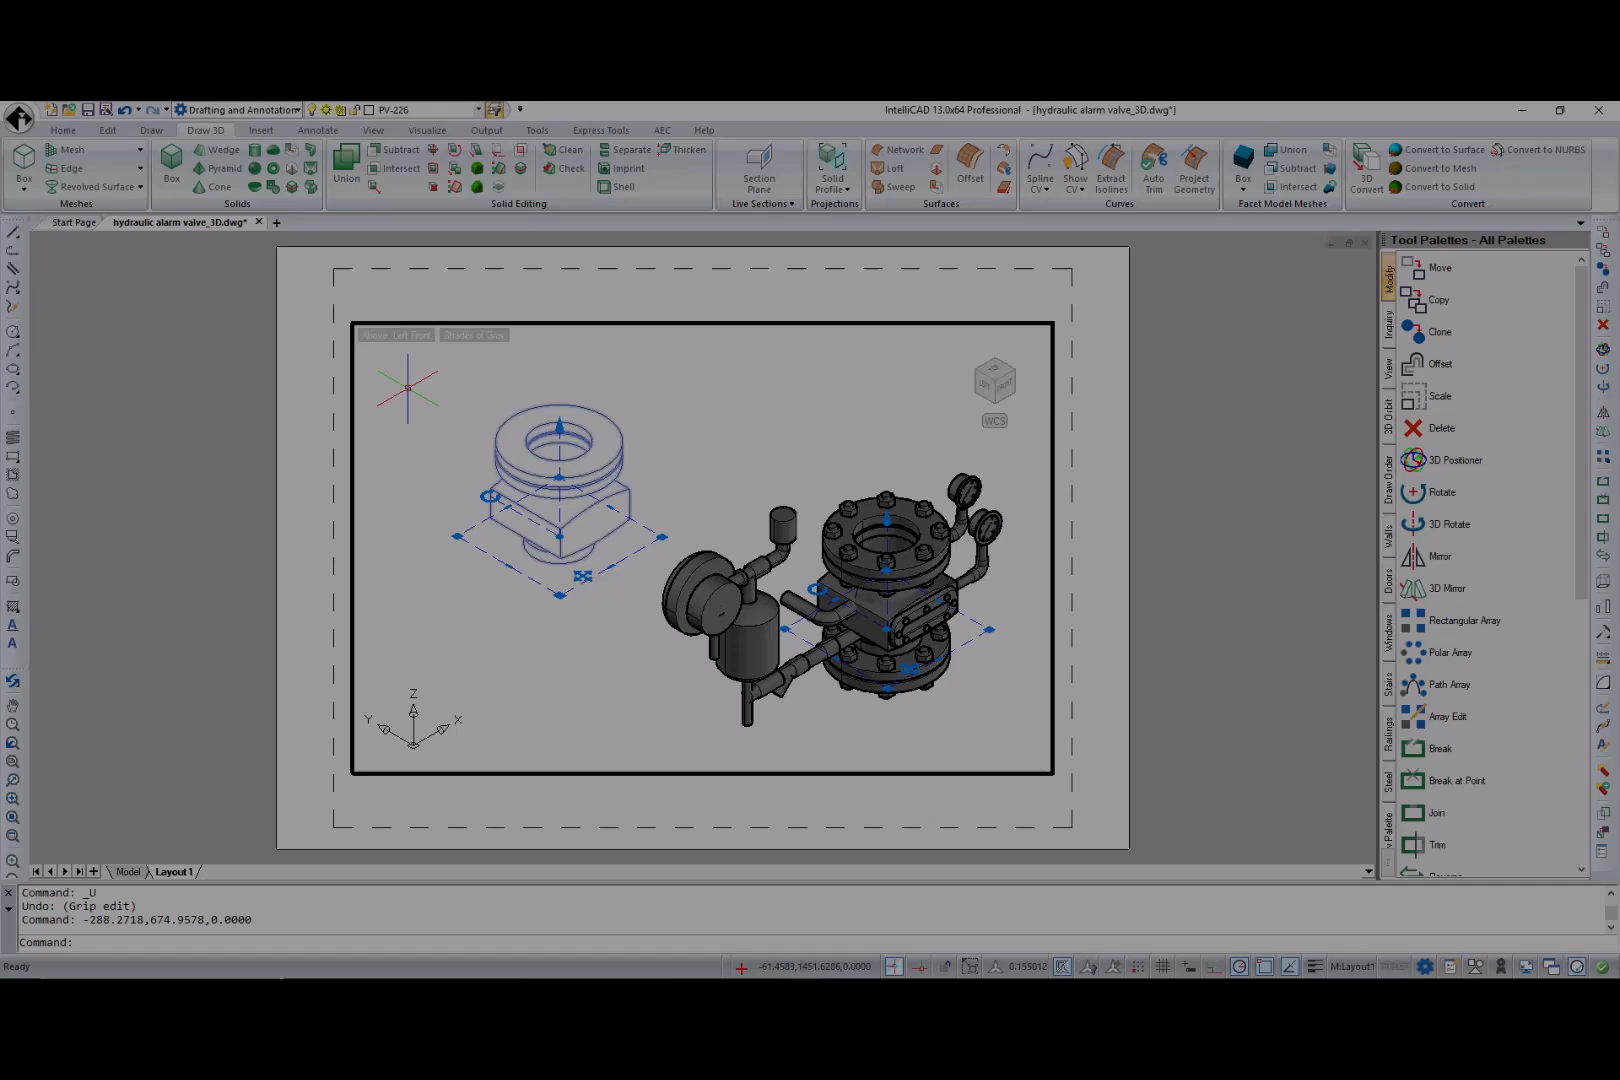 Drafting and Annotation
PV-226
IntelliCAD 13.0x64 Professional - [hydraulic alarm valve_3D.dwg*]
Home Edit Draw Draw 3D Insert Annotate View Visualize Output Tools Express Tools AEC Help
Box
Mesh
Edge
Revolved Surface
Meshes
Box
Wedge
Pyramid
Cone
Solids
Union
Subtract
Intersect
Clean
Check
Separate
Imprint
Shell
Thicken
Solid Editing
Section Plane
Live Sections
Solid Profile
Projections
Network
Loft
Sweep
Offset
Surfaces
Spline CV
Show CV
Extract Isolines
Auto Trim
Project Geometry
Curves
Box
Union
Subtract
Intersect
Facet Model Meshes
3D Convert
Convert to Surface
Convert to Mesh
Convert to Solid
Convert to NURBS
Convert
Start Page
hydraulic alarm valve_3D.dwg*
Above, Left Front
Shades of Gray
WCS
Z
Y
X
Tool Palettes - All Palettes
Modify
Inquiry
View
3D Orbit
Draw Order
Walls
Doors
Windows
Stairs
Railings
Steel
Move
Copy
Clone
Offset
Scale
Delete
3D Positioner
Rotate
3D Rotate
Mirror
3D Mirror
Rectangular Array
Polar Array
Path Array
Array Edit
Break
Break at Point
Join
Trim
Model
Layout1
Command: _U
Undo: (Grip edit)
Command: -288.2718,674.9578,0.0000
Command:
Ready
-61.4583,1451.6286,0.0000
0.155012
M:Layout1
TABLET